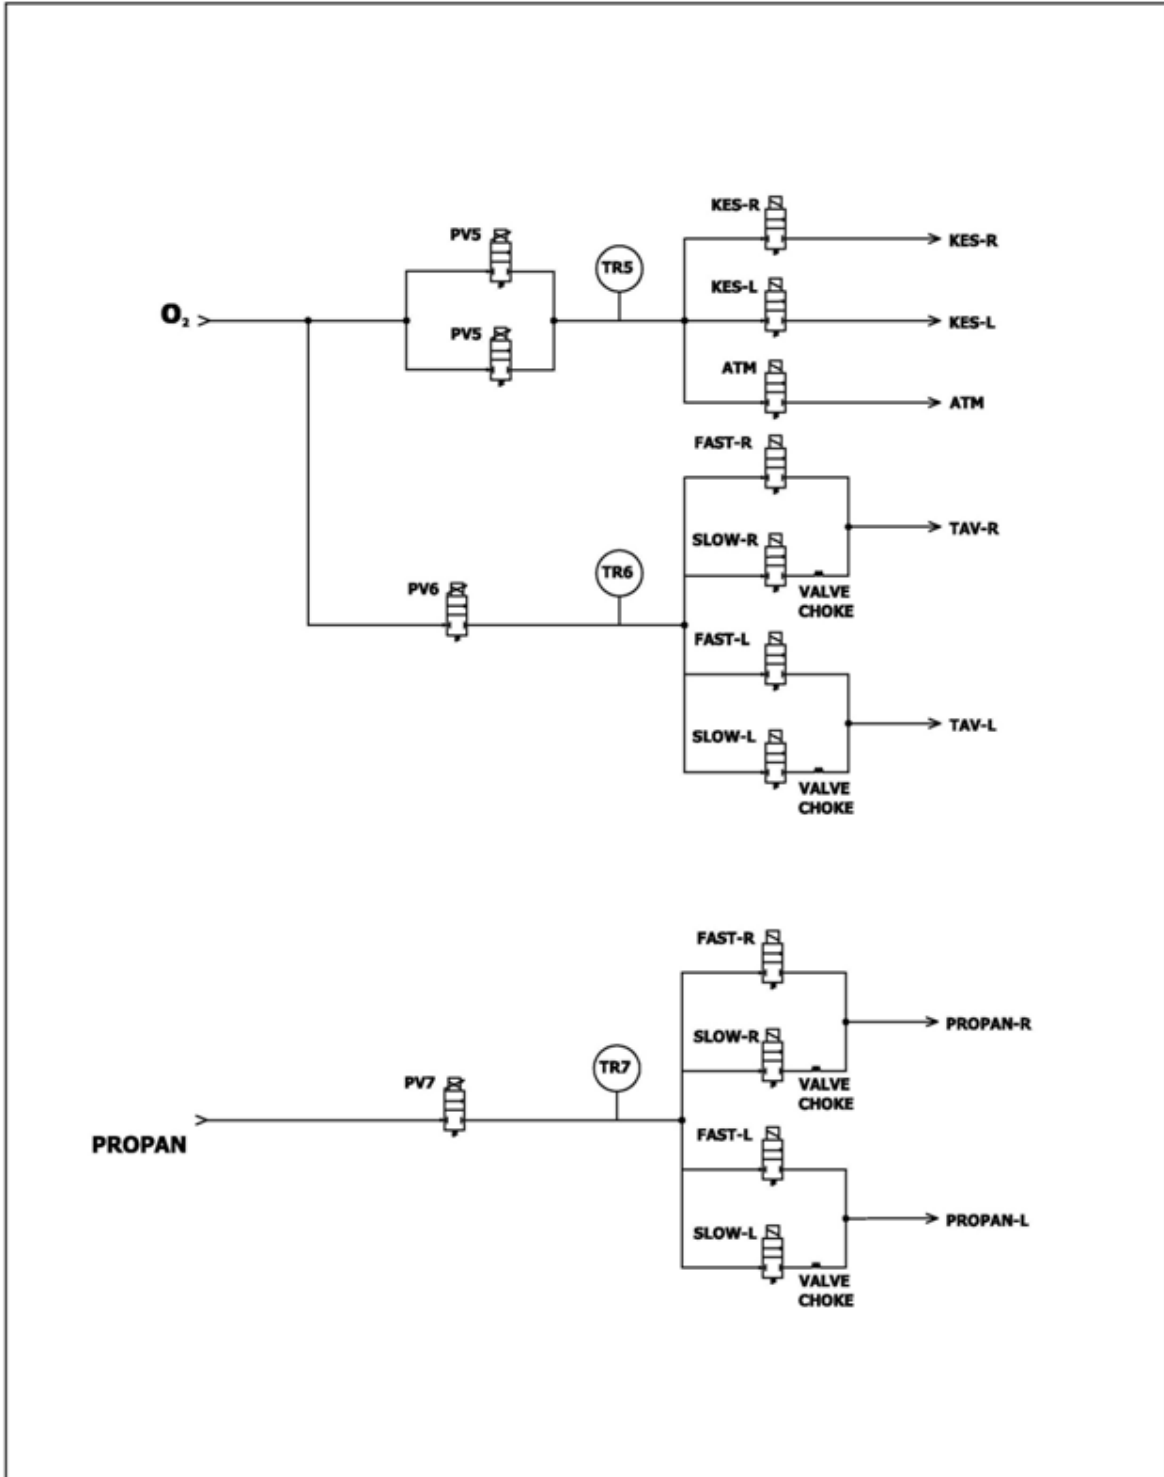 KES-R
PV5
KES-R
TR5
KES-L
O₂
KES-L
PV5
ATM
ATM
FAST-R
TAV-R
SLOW-R
TR6
PV6
VALVE
CHOKE
FAST-L
TAV-L
SLOW-L
VALVE
CHOKE
FAST-R
PROPAN-R
SLOW-R
TR7
PV7
VALVE
CHOKE
FAST-L
PROPAN
PROPAN-L
SLOW-L
VALVE
CHOKE